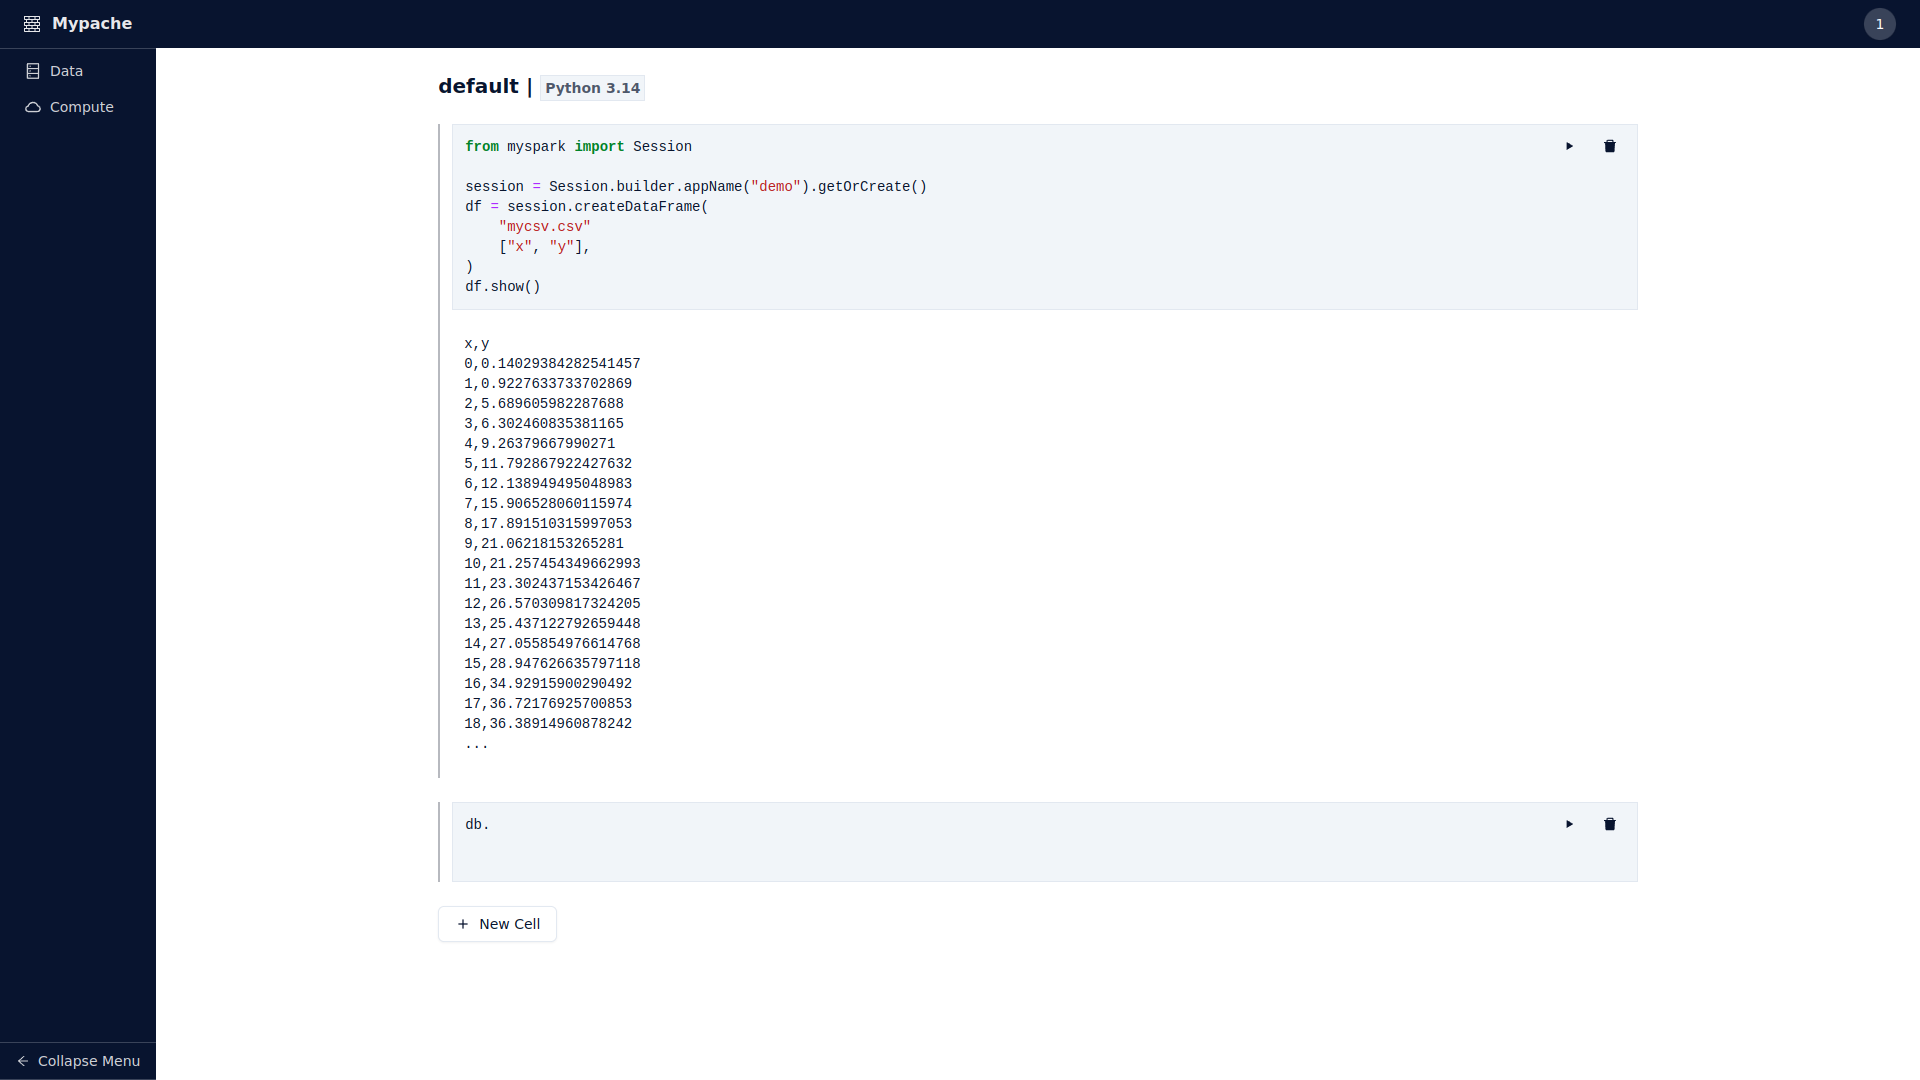 Mypache
1
Data
Compute
default | Python 3.14
from myspark import Session
session = Session.builder.appName("demo").getOrCreate()
df = session.createDataFrame(
    "mycsv.csv"
    ["x", "y"],
)
df.show()
x,y
0,0.14029384282541457
1,0.9227633733702869
2,5.689605982287688
3,6.302460835381165
4,9.26379667990271
5,11.792867922427632
6,12.138949495048983
7,15.906528060115974
8,17.891510315997053
9,21.06218153265281
10,21.257454349662993
11,23.302437153426467
12,26.570309817324205
13,25.437122792659448
14,27.055854976614768
15,28.947626635797118
16,34.92915900290492
17,36.72176925700853
18,36.38914960878242
...
db.
New Cell
Collapse Menu